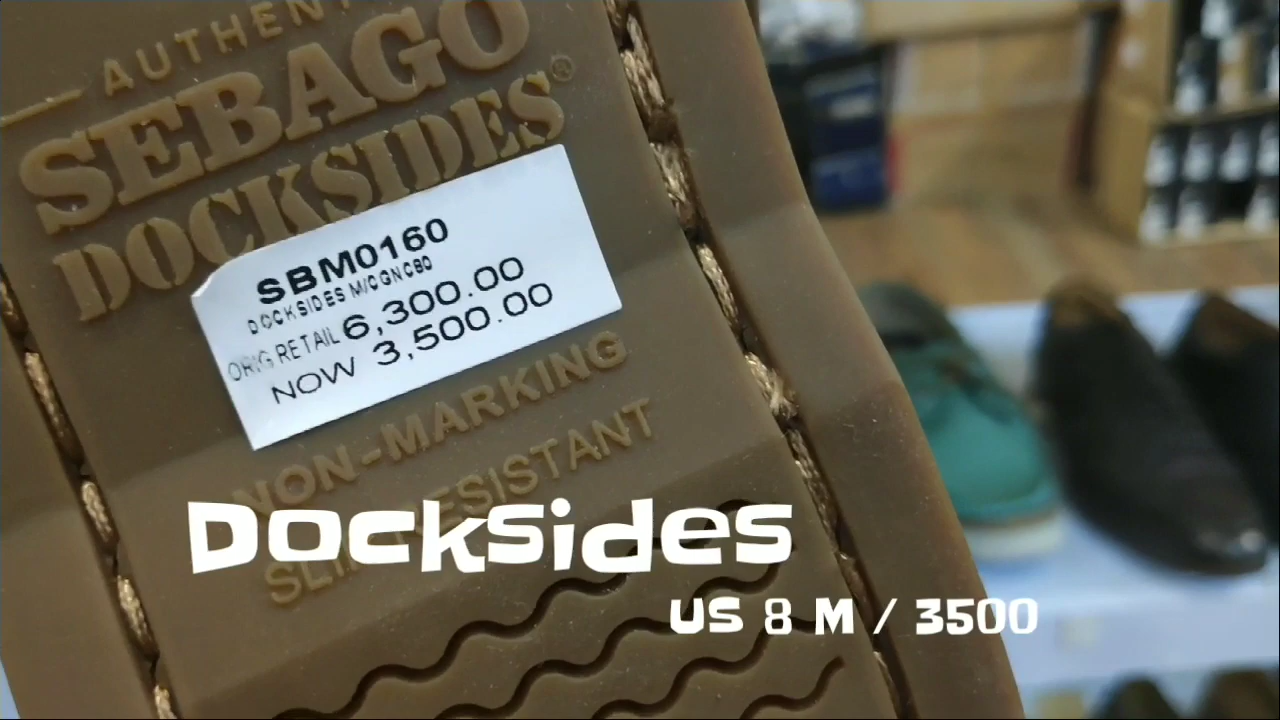 AUTHENT
SEBAGO
DOCKSIDES®
SBM0160
DOCKSIDES M/CGNCBO
ORIG RETAIL 6,300.00
NOW 3,500.00
NON-MARKING
SLIP RESISTANT
Docksides
US 8 M / 3500